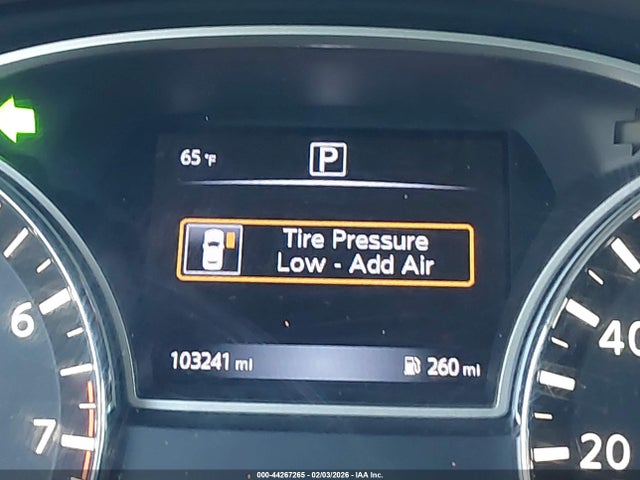 65 °F
P
Tire Pressure
Low - Add Air
103241 mi
260 mi
6
7
40
20
000-44267265 - 02/03/2026 - IAA Inc.